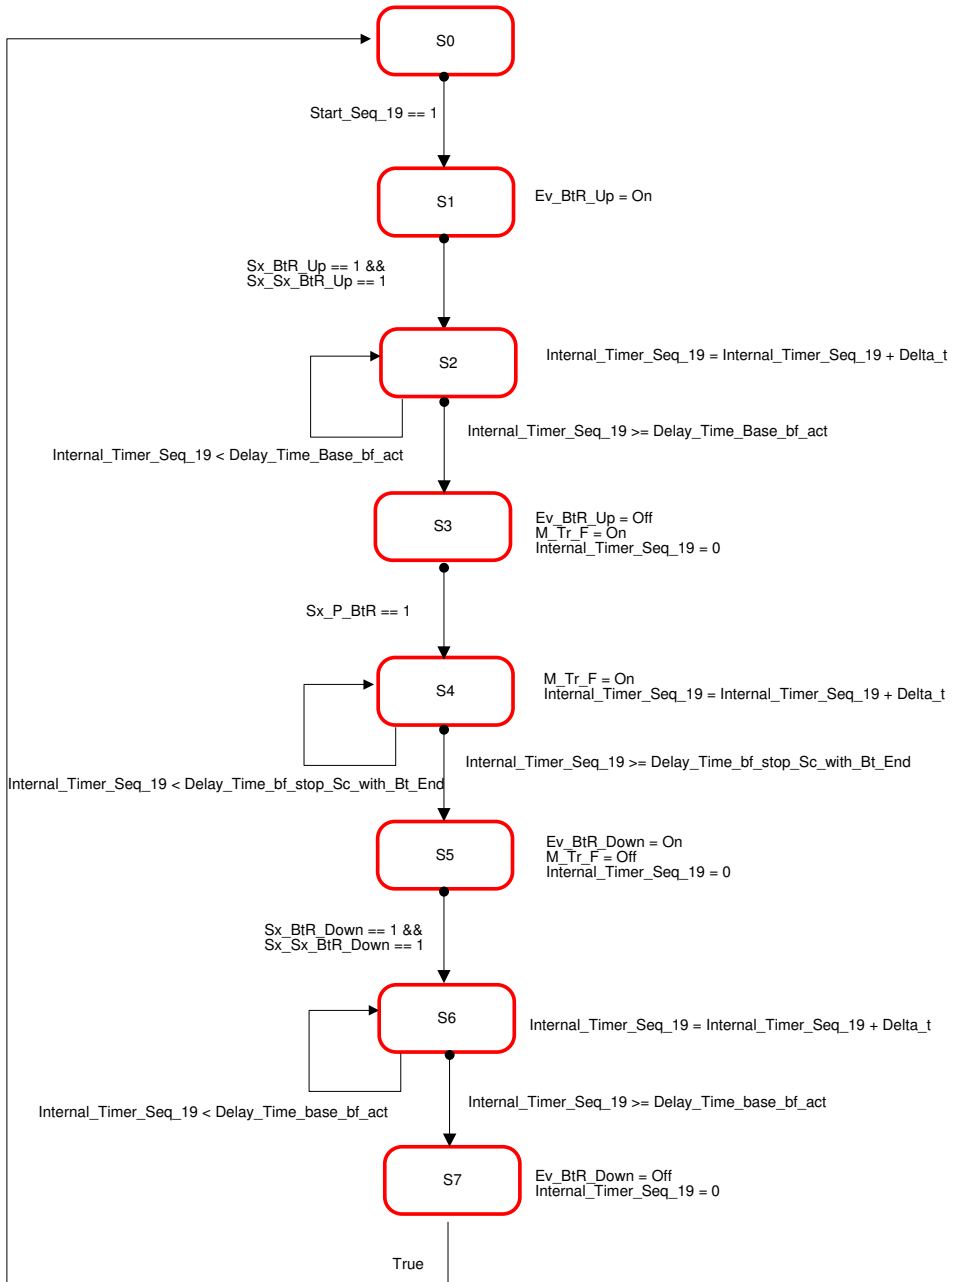 S0
Start_Seq_19 == 1
S1
Ev_BtR_Up = On
Sx_BtR_Up == 1 &&
Sx_Sx_BtR_Up == 1
S2
Internal_Timer_Seq_19 = Internal_Timer_Seq_19 + Delta_t
Internal_Timer_Seq_19 >= Delay_Time_Base_bf_act
Internal_Timer_Seq_19 < Delay_Time_Base_bf_act
S3
Ev_BtR_Up = Off
M_Tr_F = On
Internal_Timer_Seq_19 = 0
Sx_P_BtR == 1
S4
M_Tr_F = On
Internal_Timer_Seq_19 = Internal_Timer_Seq_19 + Delta_t
Internal_Timer_Seq_19 >= Delay_Time_bf_stop_Sc_with_Bt_End
Internal_Timer_Seq_19 < Delay_Time_bf_stop_Sc_with_Bt_End
S5
Ev_BtR_Down = On
M_Tr_F = Off
Internal_Timer_Seq_19 = 0
Sx_BtR_Down == 1 &&
Sx_Sx_BtR_Down == 1
S6
Internal_Timer_Seq_19 = Internal_Timer_Seq_19 + Delta_t
Internal_Timer_Seq_19 >= Delay_Time_base_bf_act
Internal_Timer_Seq_19 < Delay_Time_base_bf_act
S7
Ev_BtR_Down = Off
Internal_Timer_Seq_19 = 0
True